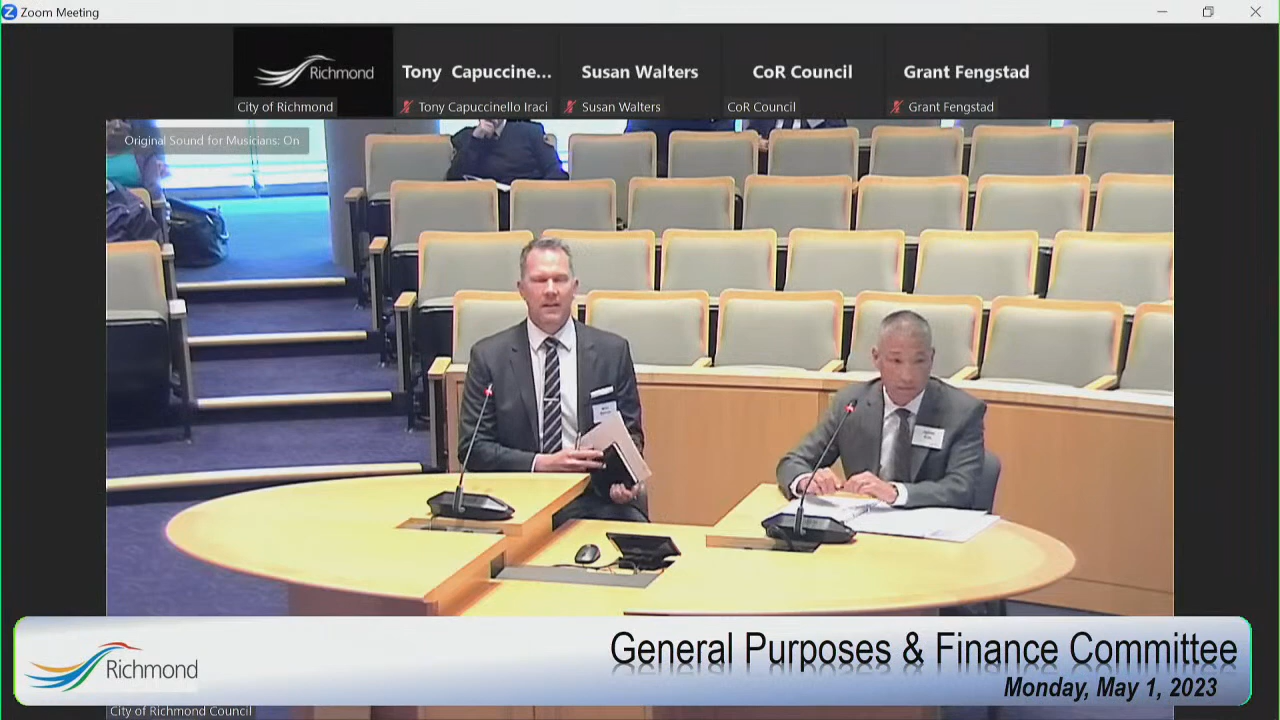 Zoom Meeting
Richmond
Tony Capuccine...
Susan Walters
CoR Council
Grant Fengstad
City of Richmond
Tony Capuccinello Iraci
Susan Walters
CoR Council
Grant Fengstad
Original Sound for Musicians: On
Richmond
General Purposes & Finance Committee
Monday, May 1, 2023
City of Richmond Council